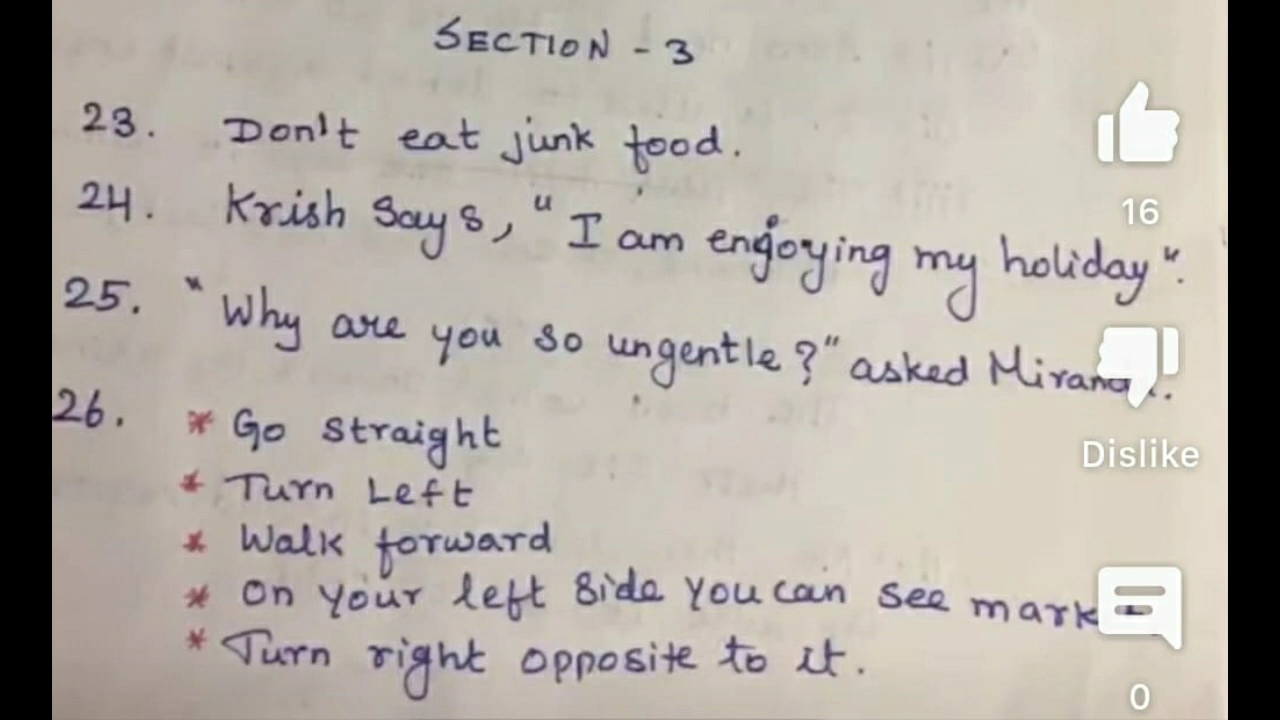 SECTION - 3
23. Don't eat junk food.
24. Krish says, "I am enjoying my holiday".
25. "Why are you so ungentle?" asked
26. * Go straight
* Turn Left
* Walk forward
* On your left side you can see
* Turn right opposite to it.
16
Dislike
0